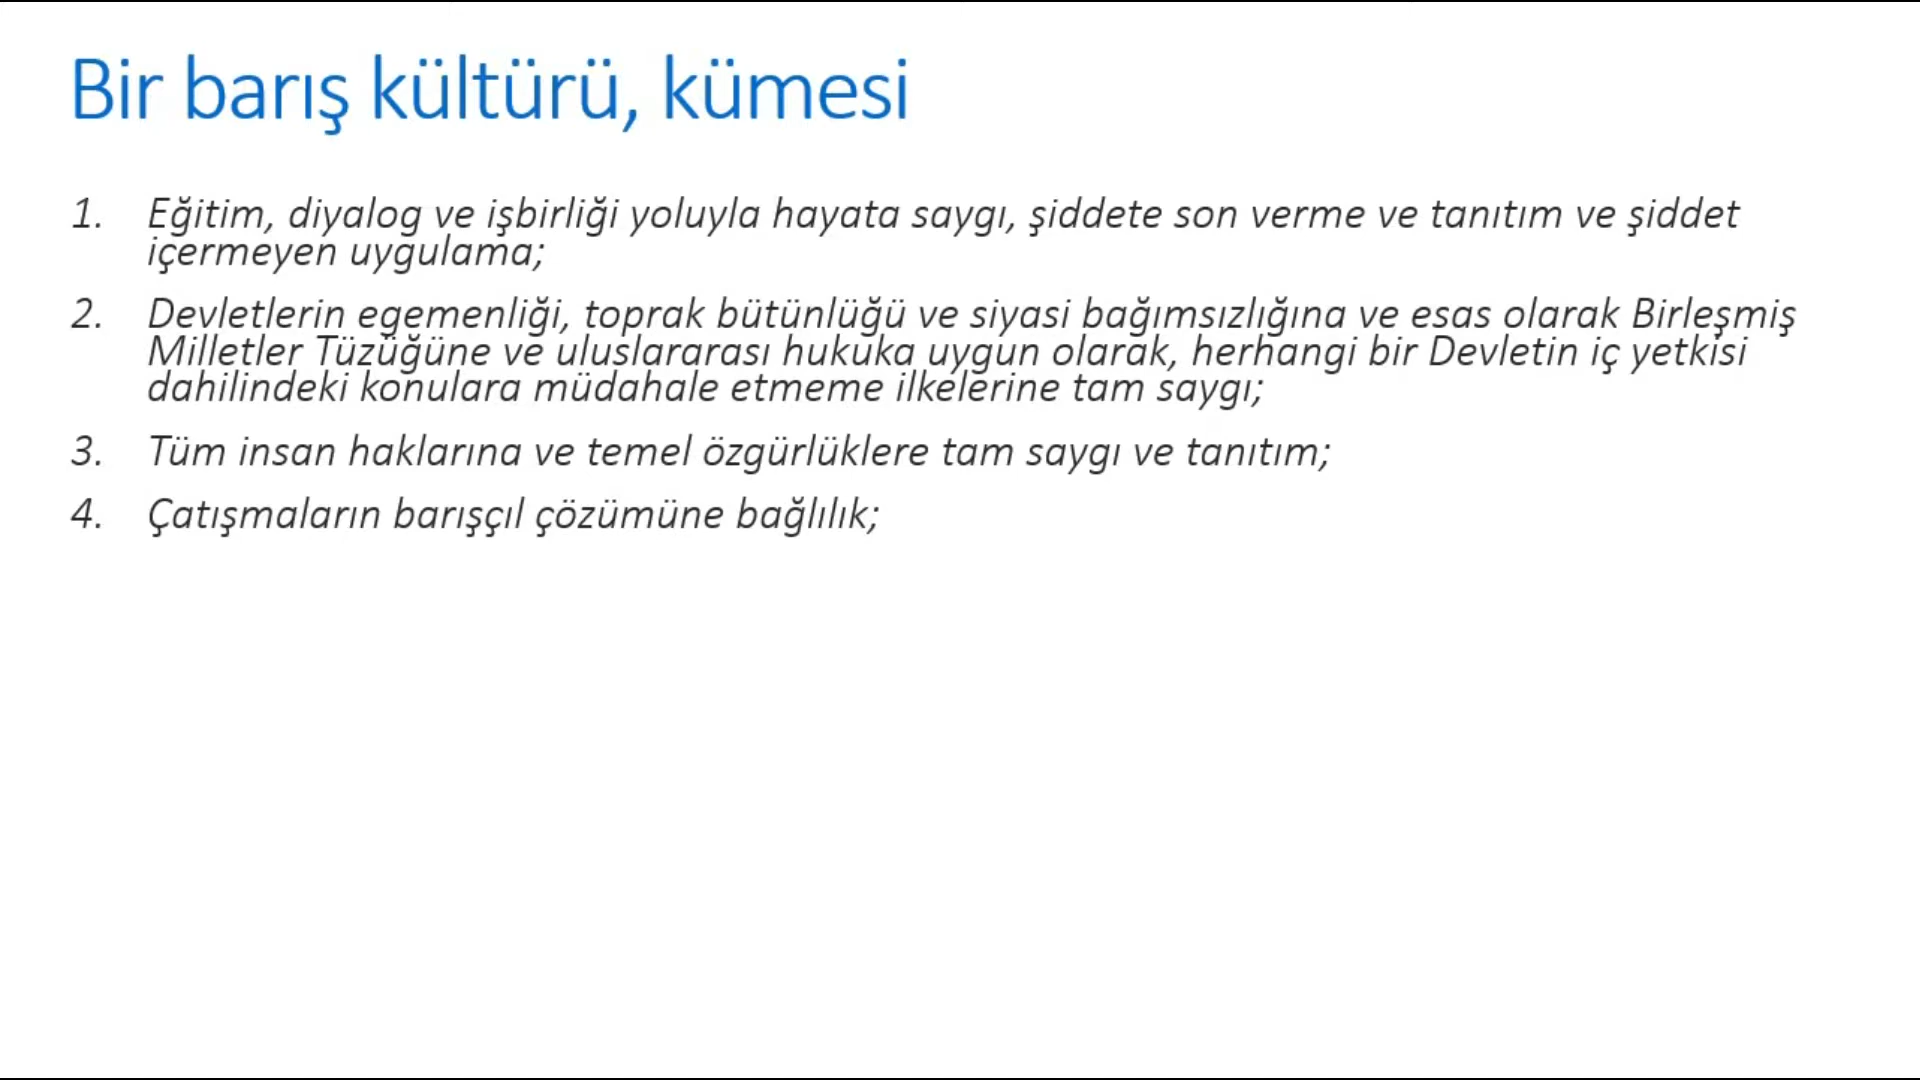 Bir barış kültürü, kümesi
1. Eğitim, diyalog ve işbirliği yoluyla hayata saygı, şiddete son verme ve tanıtım ve şiddet
içermeyen uygulama;
2. Devletlerin egemenliği, toprak bütünlüğü ve siyasi bağımsızlığına ve esas olarak Birleşmiş
Milletler Tüzüğüne ve uluslararası hukuka uygun olarak, herhangi bir Devletin iç yetkisi
dahilindeki konulara müdahale etmeme ilkelerine tam saygı;
3. Tüm insan haklarına ve temel özgürlüklere tam saygı ve tanıtım;
4. Çatışmaların barışçıl çözümüne bağlılık;